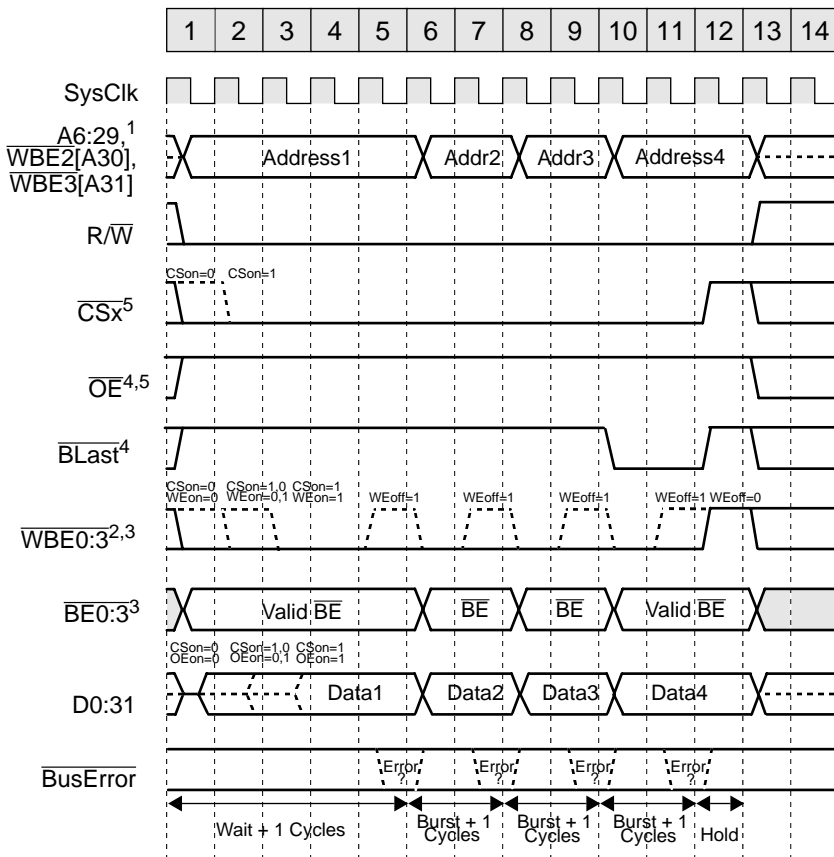 1 2 3 4 5 6 7 8 9 10 11 12 13 14
SysClk
A6:29,1
WBE2[A30],
WBE3[A31]
Address1 Addr2 Addr3 Address4
R/W
CSon=0 CSon=1
CSx5
OE4,5
BLast4
CSon=0 CSon=1,0 CSon=1
WEon=0 WEon=0,1 WEon=1 WEoff=1 WEoff=1 WEoff=1 WEoff=1 WEoff=0
WBE0:32,3
BE0:33
Valid BE BE BE Valid BE
CSon=0 CSon=1,0 CSon=1
OEon=0 OEon=0,1 OEon=1
D0:31
Data1 Data2 Data3 Data4
BusError
Error Error Error Error
? ? ? ?
Wait + 1 Cycles Burst + 1 Burst + 1 Burst + 1 Hold
Cycles Cycles Cycles